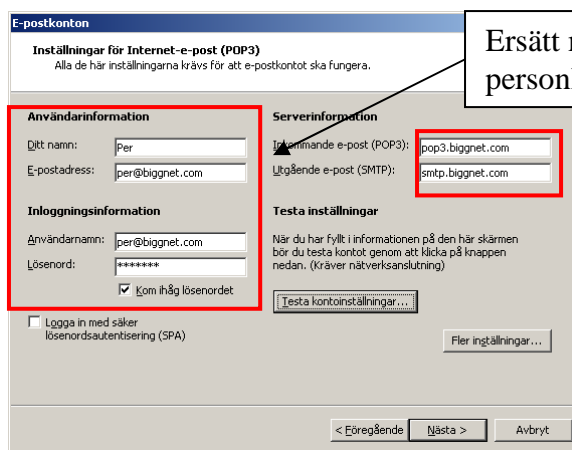 E-postkonton
Inställningar för Internet-e-post (POP3)
Alla de här inställningarna krävs för att e-postkontot ska fungera.
Ersätt
person
Användarinformation
Ditt namn: Per
E-postadress: per@biggnet.com
Serverinformation
Inkommande e-post (POP3): pop3.biggnet.com
Utgående e-post (SMTP): smtp.biggnet.com
Inloggningsinformation
Användarnamn: per@biggnet.com
Lösenord: *******
Kom ihåg lösenordet
Logga in med säker
lösenordsautentisering (SPA)
Testa inställningar
När du har fyllt i informationen på den här skärmen
bör du testa kontot genom att klicka på knappen
nedan. (Kräver nätverksanslutning)
Testa kontoinställningar...
Fler inställningar...
< Föregående
Nästa >
Avbryt